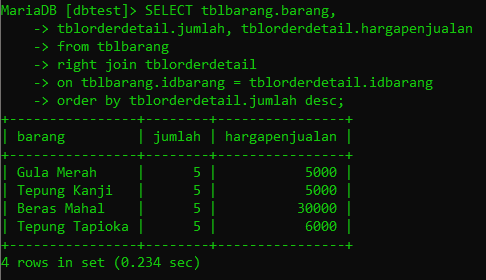 MariaDB [dbtest]> SELECT tblbarang.barang,
    -> tblorderdetail.jumlah, tblorderdetail.hargapenjualan
    -> from tblbarang
    -> right join tblorderdetail
    -> on tblbarang.idbarang = tblorderdetail.idbarang
    -> order by tblorderdetail.jumlah desc;
+----------------+--------+----------------+
| barang         | jumlah | hargapenjualan |
+----------------+--------+----------------+
| Gula Merah     |      5 |           5000 |
| Tepung Kanji   |      5 |           5000 |
| Beras Mahal    |      5 |          30000 |
| Tepung Tapioka |      5 |           6000 |
+----------------+--------+----------------+
4 rows in set (0.234 sec)